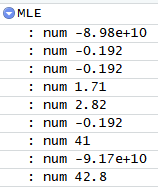 MLE
: num -8.98e+10
: num -0.192
: num -0.192
: num 1.71
: num 2.82
: num -0.192
: num 41
: num -9.17e+10
: num 42.8